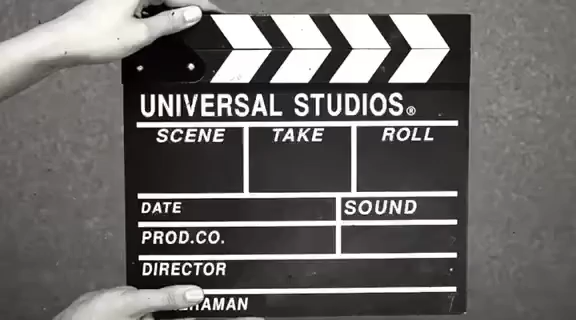 UNIVERSAL STUDIOS®
SCENE TAKE ROLL
DATE SOUND
PROD.CO.
DIRECTOR